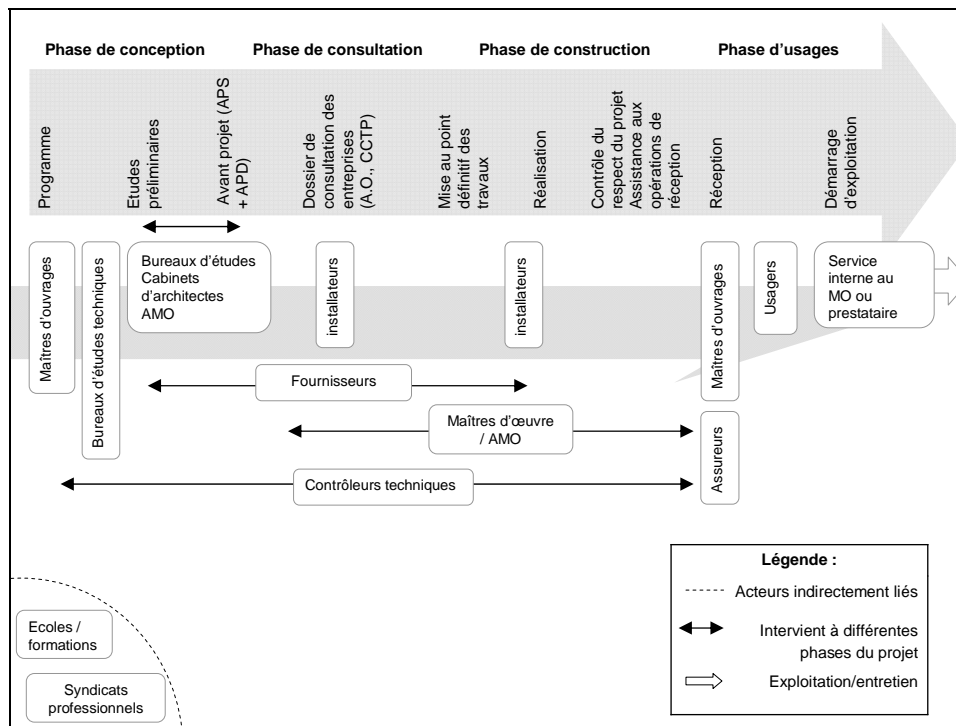 Phase de conception
Phase de consultation
Phase de construction
Phase d'usages
Programme
Etudes
préliminaires
Avant projet (APS
+ APD)
Dossier de
consultation des
entreprises
(A.O., CCTP)
Mise au point
définitif des
travaux
Réalisation
Contrôle du
respect du projet
Assistance aux
opérations de
réception
Réception
Démarrage
d'exploitation
Maîtres d'ouvrages
Bureaux d'études techniques
Bureaux d'études
Cabinets
d'architectes
AMO
installateurs
installateurs
Maîtres d'ouvrages
Usagers
Service
interne au
MO ou
prestataire
Fournisseurs
Maîtres d'œuvre
/ AMO
Assureurs
Contrôleurs techniques
Légende :
Acteurs indirectement liés
Intervient à différentes
phases du projet
Exploitation/entretien
Ecoles /
formations
Syndicats
professionnels